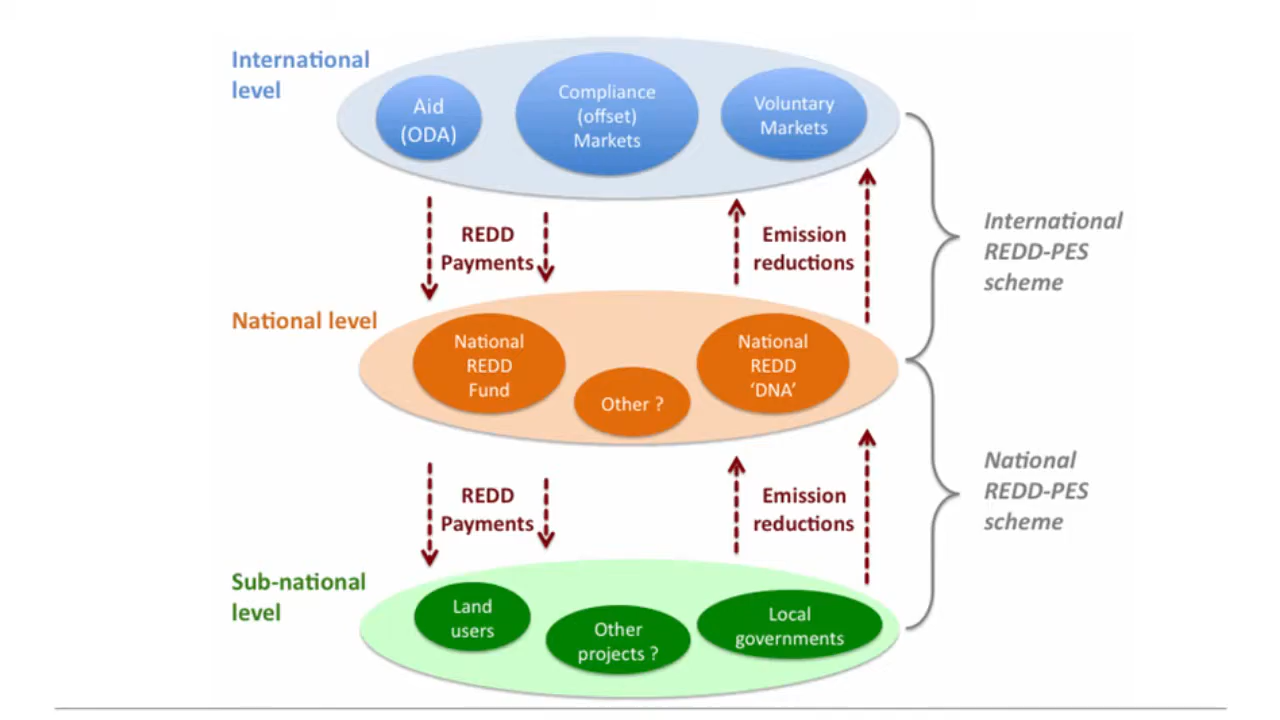 International
level
Aid
(ODA)
Compliance
(offset)
Markets
Voluntary
Markets
REDD
Payments
Emission
reductions
International
REDD-PES
scheme
National level
National
REDD
Fund
Other ?
National
REDD
‘DNA’
REDD
Payments
Emission
reductions
National
REDD-PES
scheme
Sub-national
level
Land
users
Other
projects ?
Local
governments